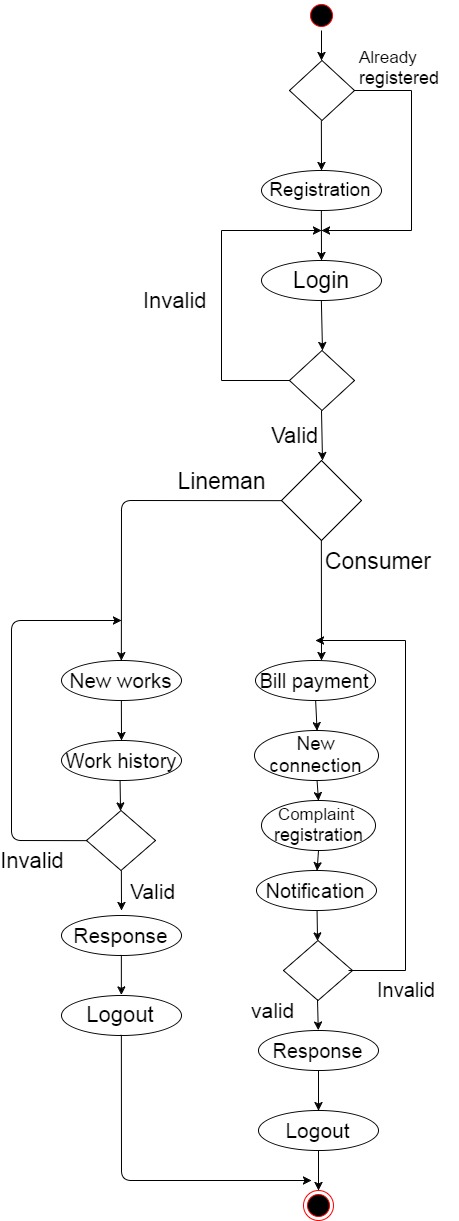 Already
registered
Registration
Login
Invalid
Valid
Lineman
Consumer
New works
Bill payment
Work history
New
connection
Complaint
registration
Invalid
Valid
Notification
Response
Invalid
valid
Logout
Response
Logout